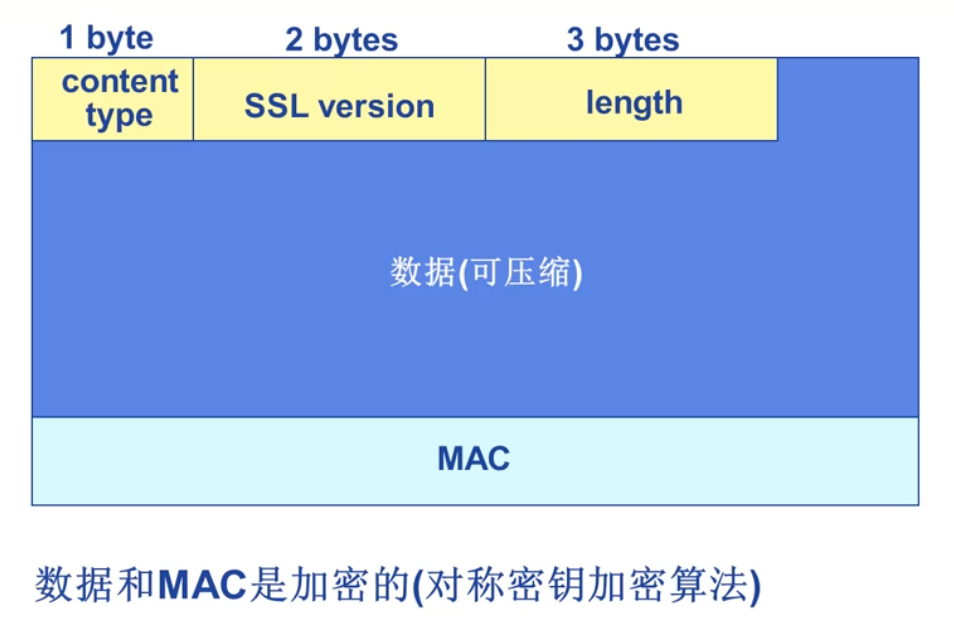 1 byte 2 bytes 3 bytes
content type SSL version length
数据(可压缩)
MAC
数据和MAC是加密的(对称密钥加密算法)